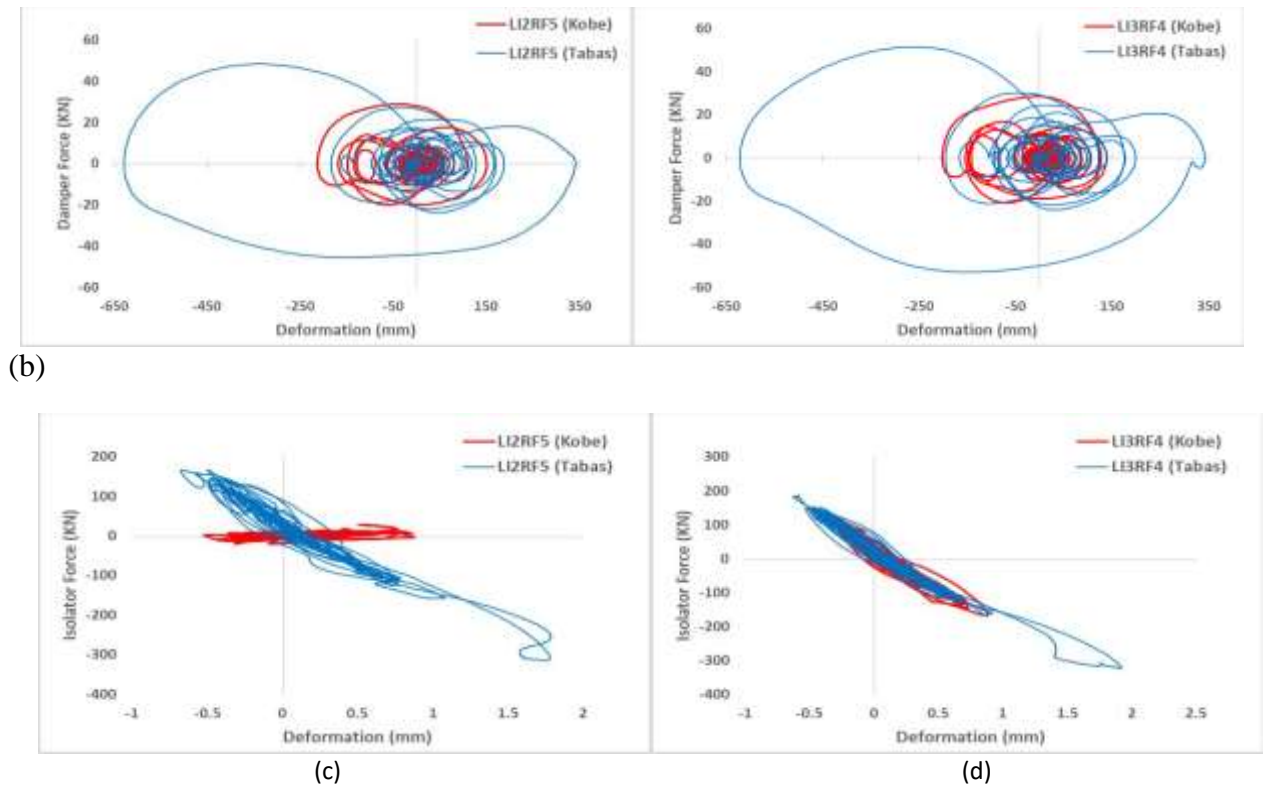 LI2RF5 (Kobe)
LI2RF5 (Tabas)
60
40
20
0
-20
-40
-60
-650
-450
-250
-50
150
350
Damper Force (KN)
Deformation (mm)
LI3RF4 (Kobe)
LI3RF4 (Tabas)
60
40
20
0
-20
-40
-60
-650
-450
-250
-50
150
350
Damper Force (KN)
Deformation (mm)
(b)
LI2RF5 (Kobe)
LI2RF5 (Tabas)
200
100
0
-100
-200
-300
-400
-1
-0.5
0
0.5
1
1.5
2
Isolator Force (KN)
Deformation (mm)
(c)
LI3RF4 (Kobe)
LI3RF4 (Tabas)
300
200
100
0
-100
-200
-300
-400
-1
-0.5
0
0.5
1
1.5
2
2.5
Isolator Force (KN)
Deformation (mm)
(d)